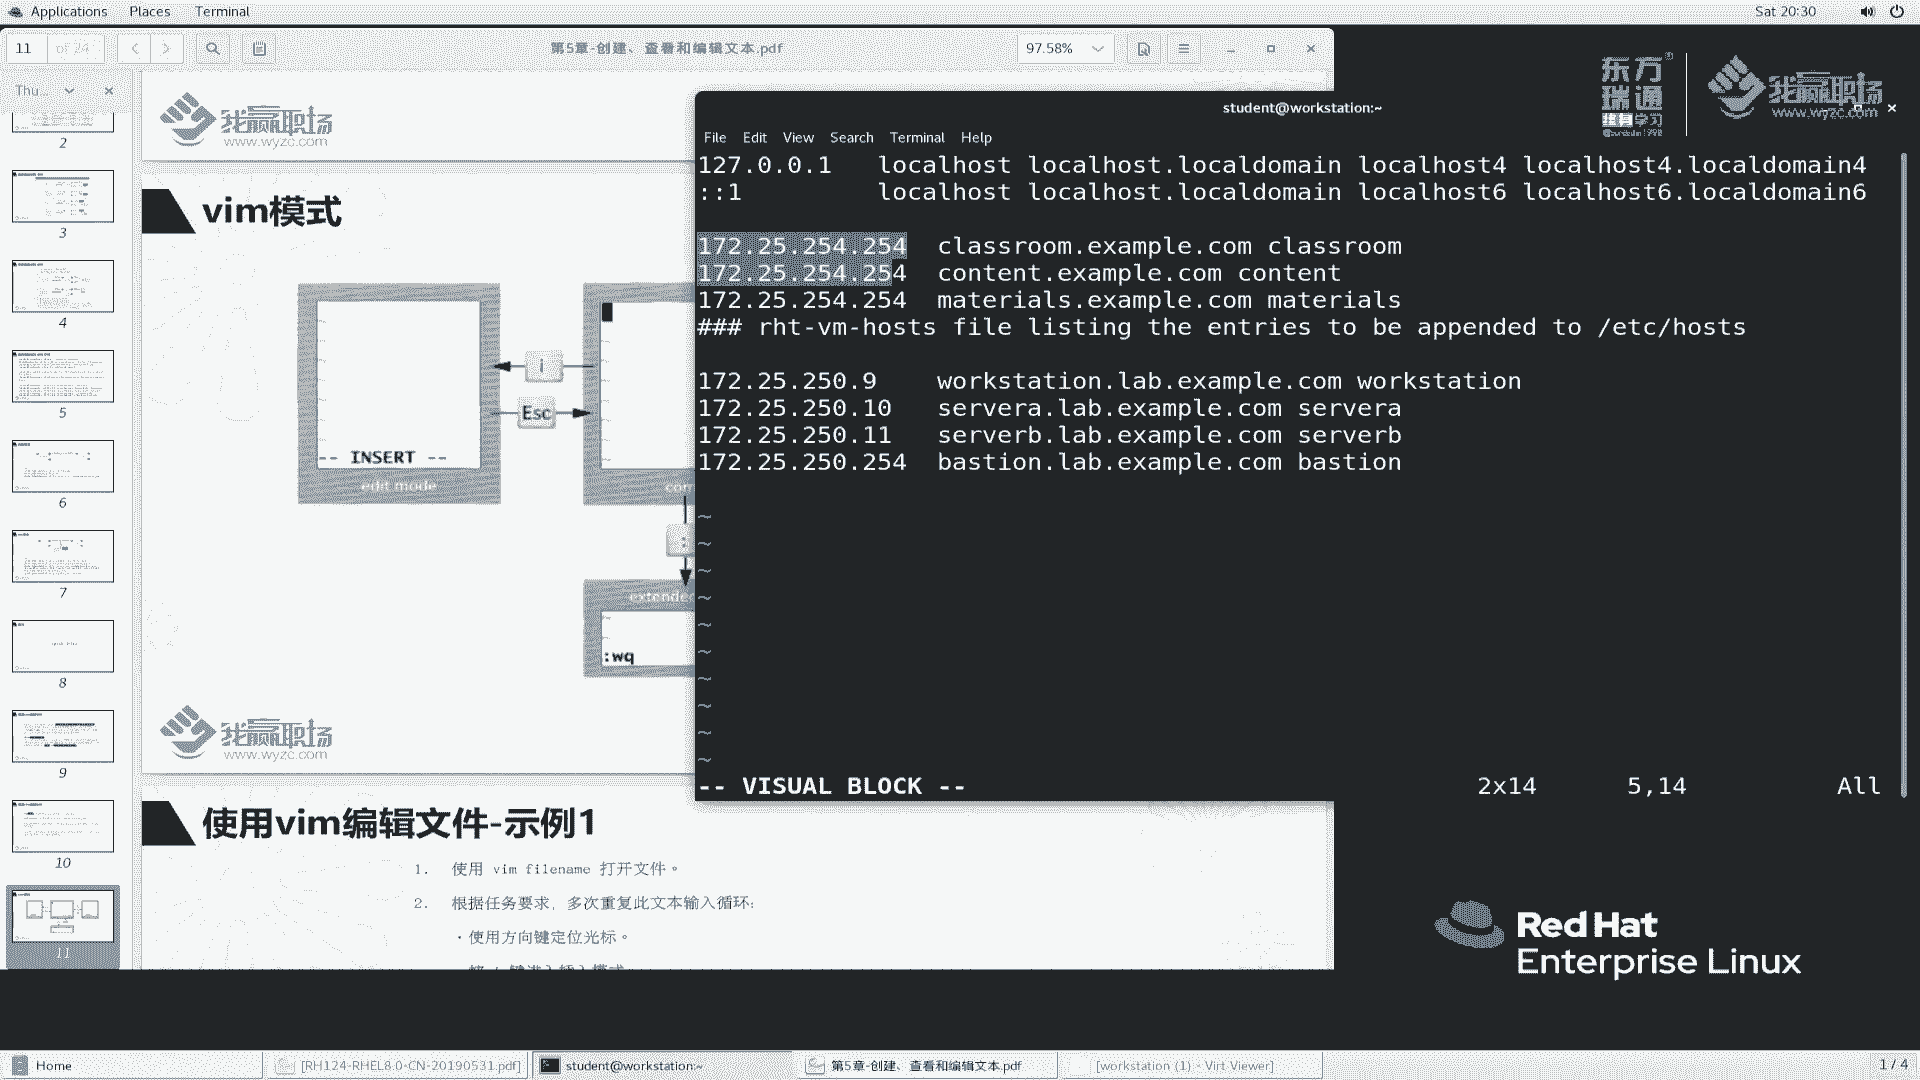 Applications Places Terminal
Sat 20:30
11 of 24
第5章-创建、查看和编辑文本.pdf
97.58%
Thu...
2
3
4
5
6
7
8
9
10
11
我赢职场
www.wyzc.com
vim模式
i
Esc
-- INSERT --
edit mode
:
:wq
我赢职场
www.wyzc.com
使用vim编辑文件-示例1
1. 使用 vim filename 打开文件。
2. 根据任务要求，多次重复此文本输入循环:
·使用方向键定位光标。
student@workstation:~
File Edit View Search Terminal Help
127.0.0.1 localhost localhost.localdomain localhost4 localhost4.localdomain4
::1 localhost localhost.localdomain localhost6 localhost6.localdomain6
172.25.254.254 classroom.example.com classroom
172.25.254.254 content.example.com content
172.25.254.254 materials.example.com materials
### rht-vm-hosts file listing the entries to be appended to /etc/hosts
172.25.250.9 workstation.lab.example.com workstation
172.25.250.10 servera.lab.example.com servera
172.25.250.11 serverb.lab.example.com serverb
172.25.250.254 bastion.lab.example.com bastion
~
~
~
~
~
~
~
~
~
~
-- VISUAL BLOCK -- 2x14 5,14 All
东方
瑞通
终身学习
我赢职场
www.wyzc.com
Red Hat
Enterprise Linux
Home
[RH124-RHEL8.0-CN-20190531.pdf]
student@workstation:~
第5章-创建、查看和编辑文本.pdf
[workstation (1) - Virt Viewer]
1 / 4